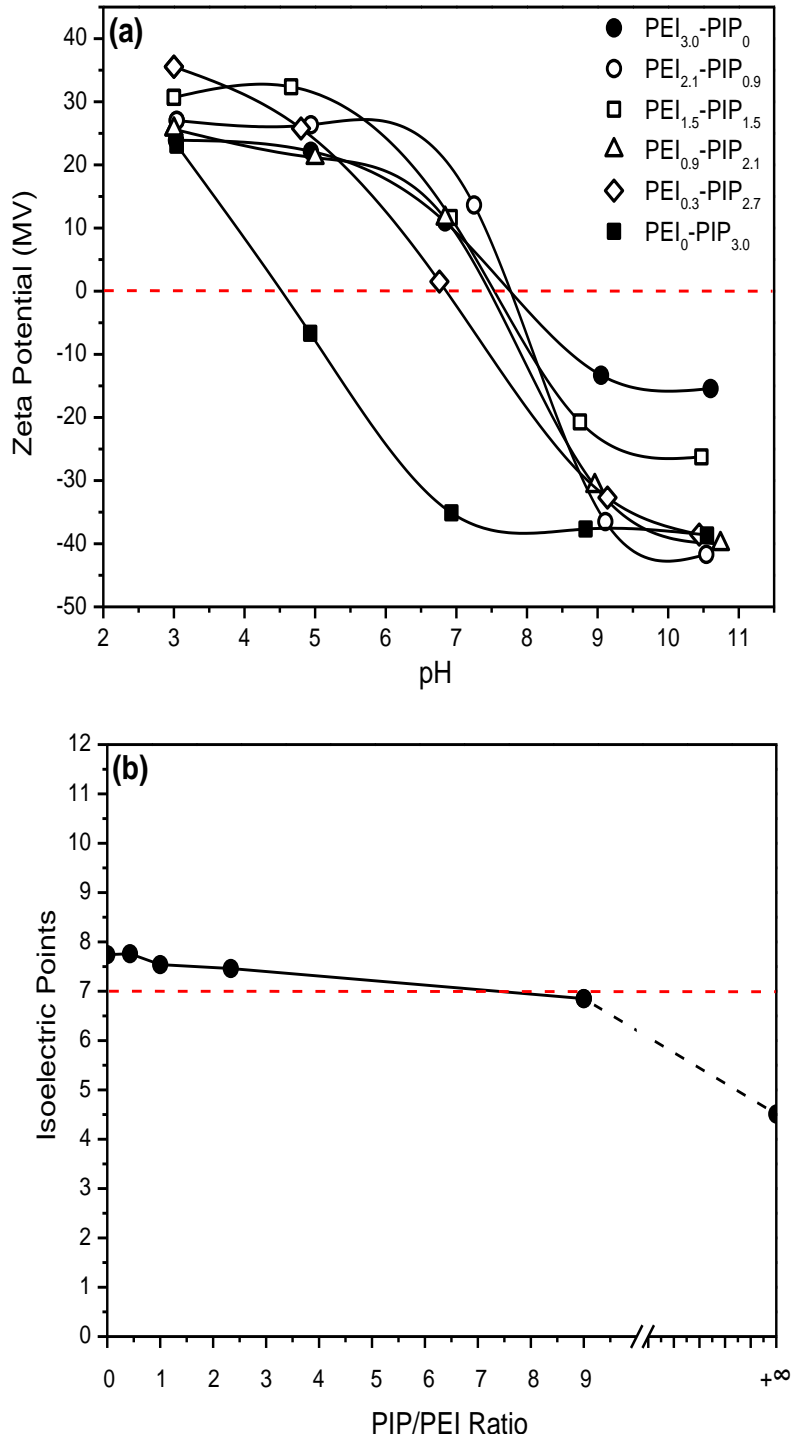 (a)
PEI3.0-PIP0
PEI2.1-PIP0.9
PEI1.5-PIP1.5
PEI0.9-PIP2.1
PEI0.3-PIP2.7
PEI0-PIP3.0
Zeta Potential (MV)
40
30
20
10
0
-10
-20
-30
-40
-50
2 3 4 5 6 7 8 9 10 11
pH
(b)
Isoelectric Points
12
11
10
9
8
7
6
5
4
3
2
1
0
0 1 2 3 4 5 6 7 8 9 +∞
PIP/PEI Ratio